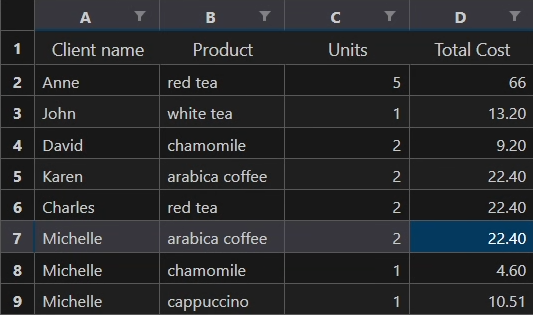 A B C D
1 Client name Product Units Total Cost
2 Anne red tea 5 66
3 John white tea 1 13.20
4 David chamomile 2 9.20
5 Karen arabica coffee 2 22.40
6 Charles red tea 2 22.40
7 Michelle arabica coffee 2 22.40
8 Michelle chamomile 1 4.60
9 Michelle cappuccino 1 10.51